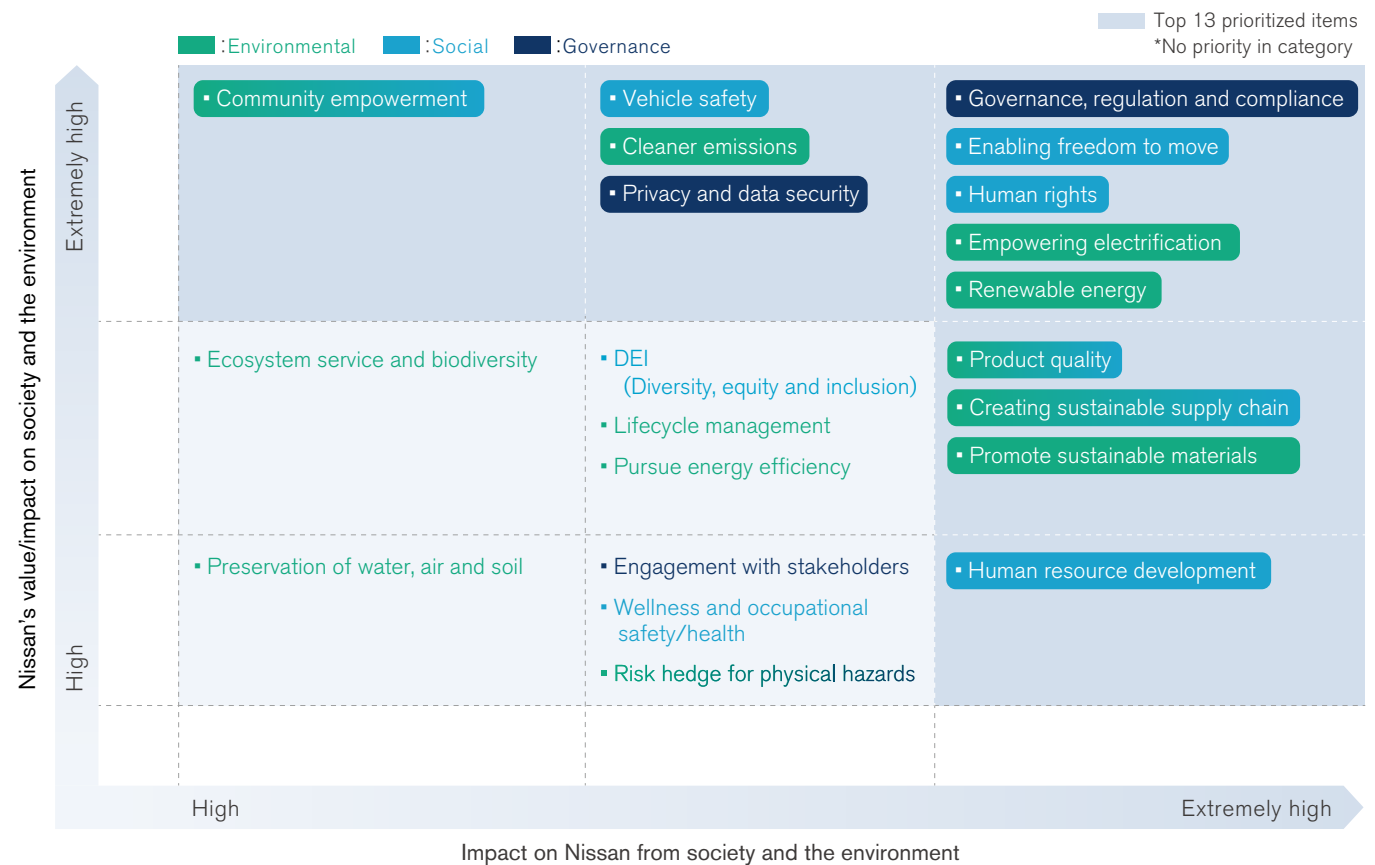 Top 13 prioritized items
*No priority in category
:Environmental :Social :Governance
Nissan's value/impact on society and the environment
Extremely high
High
▪ Community empowerment
▪ Vehicle safety
▪ Cleaner emissions
▪ Privacy and data security
▪ Governance, regulation and compliance
▪ Enabling freedom to move
▪ Human rights
▪ Empowering electrification
▪ Renewable energy
▪ Ecosystem service and biodiversity
▪ DEI
(Diversity, equity and inclusion)
▪ Lifecycle management
▪ Pursue energy efficiency
▪ Product quality
▪ Creating sustainable supply chain
▪ Promote sustainable materials
▪ Preservation of water, air and soil
▪ Engagement with stakeholders
▪ Wellness and occupational
safety/health
▪ Risk hedge for physical hazards
▪ Human resource development
High
Extremely high
Impact on Nissan from society and the environment